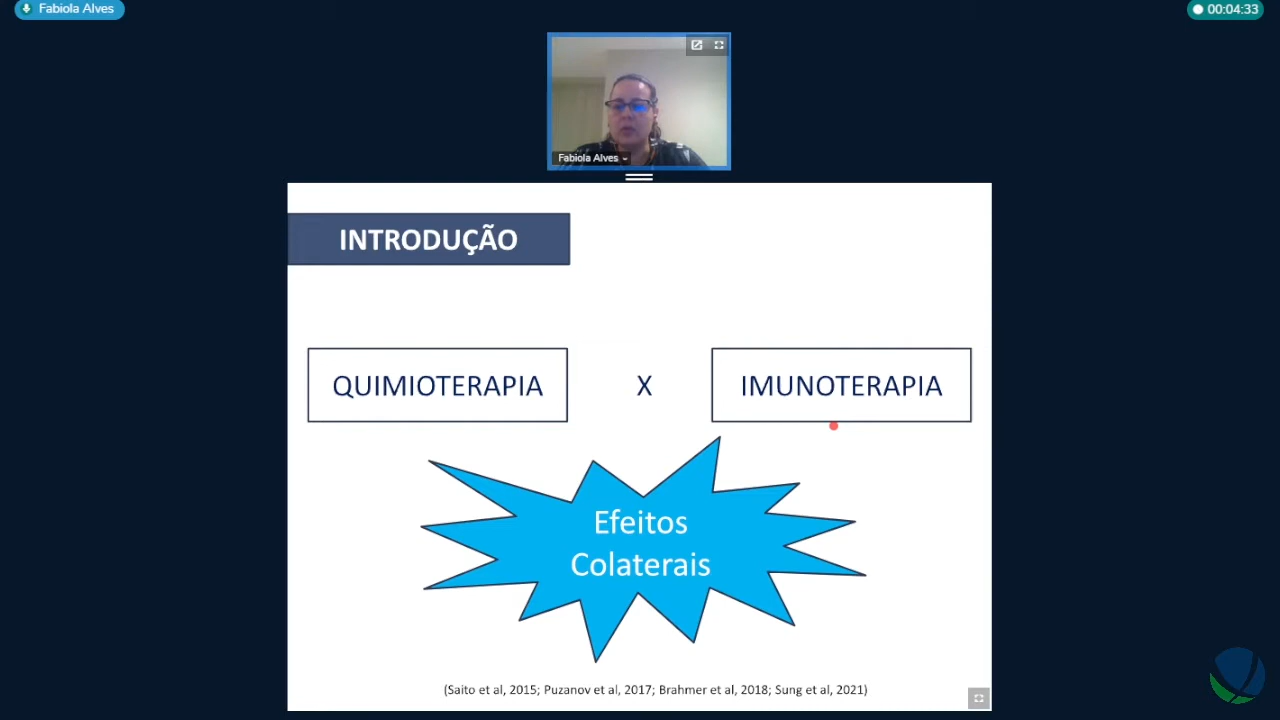 Fabiola Alves
00:04:33
Fabiola Alves
INTRODUÇÃO
QUIMIOTERAPIA X IMUNOTERAPIA
Efeitos
Colaterais
(Saito et al, 2015; Puzanov et al, 2017; Brahmer et al, 2018; Sung et al, 2021)